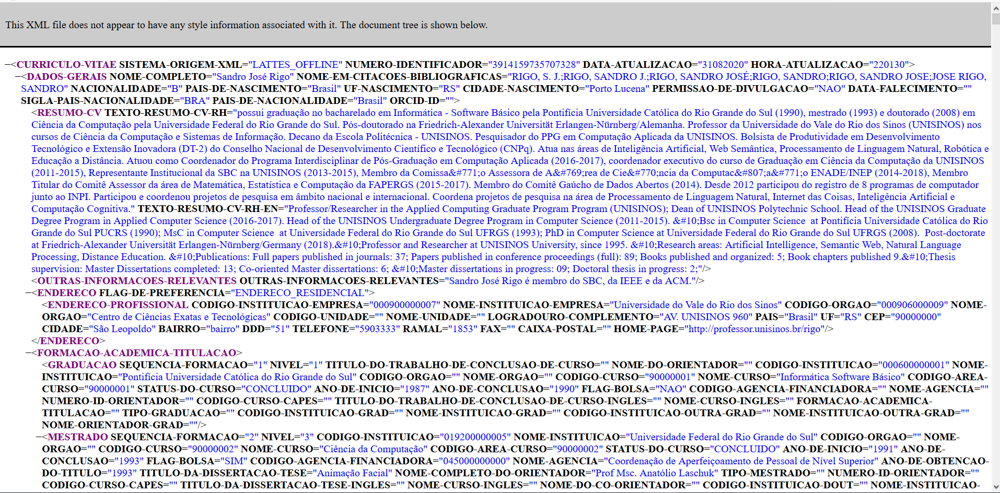 This XML file does not appear to have any style information associated with it. The document tree is shown below.
−<CURRICULO-VITAE SISTEMA-ORIGEM-XML="LATTES_OFFLINE" NUMERO-IDENTIFICADOR="3914159735707328" DATA-ATUALIZACAO="31082020" HORA-ATUALIZACAO="220130">
−<DADOS-GERAIS NOME-COMPLETO="Sandro José Rigo" NOME-EM-CITACOES-BIBLIOGRAFICAS="RIGO, S. J.;RIGO, SANDRO J.;RIGO, SANDRO JOSÉ;RIGO, SANDRO;RIGO, SANDRO JOSE;JOSE RIGO,
SANDRO" NACIONALIDADE="B" PAIS-DE-NASCIMENTO="Brasil" UF-NASCIMENTO="RS" CIDADE-NASCIMENTO="Porto Lucena" PERMISSAO-DE-DIVULGACAO="NAO" DATA-FALECIMENTO=""
SIGLA-PAIS-NACIONALIDADE="BRA" PAIS-DE-NACIONALIDADE="Brasil" ORCID-ID="">
<RESUMO-CV TEXTO-RESUMO-CV-RH="possui graduação no bacharelado em Informática - Software Básico pela Pontifícia Universidade Católica do Rio Grande do Sul (1990), mestrado (1993) e doutorado (2008) em
Ciência da Computação pela Universidade Federal do Rio Grande do Sul. Pós-doutorado na Friedrich-Alexander Universität Erlangen-Nürnberg/Alemanha. Professor da Universidade do Vale do Rio dos Sinos (UNISINOS) nos
cursos de Ciência da Computação e Sistemas de Informação. Decano da Escola Politécnica - UNISINOS. Pesquisador do PPG em Computação Aplicada da UNISINOS. Bolsista de Produtividade em Desenvolvimento
Tecnológico e Extensão Inovadora (DT-2) do Conselho Nacional de Desenvolvimento Científico e Tecnológico (CNPq). Atua nas áreas de Inteligência Artificial, Web Semântica, Processamento de Linguagem Natural, Robótica e
Educação a Distância. Atuou como Coordenador do Programa Interdisciplinar de Pós-Graduação em Computação Aplicada (2016-2017), coordenador executivo do curso de Graduação em Ciência da Computação da UNISINOS
(2011-2015), Representante Institucional da SBC na UNISINOS (2013-2015), Membro da Comissa&#771;o Assessora de A&#769;rea de Cie&#770;ncia da Computac&#807;a&#771;o ENADE/INEP (2014-2018), Membro
Titular do Comitê Assessor da área de Matemática, Estatística e Computação da FAPERGS (2015-2017). Membro do Comitê Gaúcho de Dados Abertos (2014). Desde 2012 participou do registro de 8 programas de computador
junto ao INPI. Participou e coordenou projetos de pesquisa em âmbito nacional e internacional. Coordena projetos de pesquisa na área de Processamento de Linguagem Natural, Internet das Coisas, Inteligência Artificial e
Computação Cognitiva." TEXTO-RESUMO-CV-RH-EN="Professor/Researcher in the Applied Computing Graduate Program Program (UNISINOS); Dean of UNISINOS Polytechnic School. Head of the UNISINOS Graduate
Degree Program in Applied Computer Science (2016-2017). Head of the UNISINOS Undergraduate Degree Program in Computer Science (2011-2015). &#10;Bsc in Computer Science at Pontifícia Universidade Católica do Rio
Grande do Sul PUCRS (1990); MsC in Computer Science at Universidade Federal do Rio Grande do Sul UFRGS (1993); PhD in Computer Science at Universidade Federal do Rio Grande do Sul UFRGS (2008). Post-doctorate
at Friedrich-Alexander Universität Erlangen-Nürnberg/Germany (2018).&#10;Professor and Researcher at UNISINOS University, since 1995. &#10;Research areas: Artificial Intelligence, Semantic Web, Natural Language
Processing, Distance Education. &#10;Publications: Full papers published in journals: 37; Papers published in conference proceedings (full): 89; Books published and organized: 5; Book chapters published 9.&#10;Thesis
supervision: Master Dissertations completed: 13; Co-oriented Master dissertations: 6; &#10;Master dissertations in progress: 09; Doctoral thesis in progress: 2;"/>
<OUTRAS-INFORMACOES-RELEVANTES OUTRAS-INFORMACOES-RELEVANTES="Sandro José Rigo é membro do SBC, da IEEE e da ACM."/>
−<ENDERECO FLAG-DE-PREFERENCIA="ENDERECO_RESIDENCIAL">
<ENDERECO-PROFISSIONAL CODIGO-INSTITUICAO-EMPRESA="000900000007" NOME-INSTITUICAO-EMPRESA="Universidade do Vale do Rio dos Sinos" CODIGO-ORGAO="000906000009" NOME-
ORGAO="Centro de Ciências Exatas e Tecnológicas" CODIGO-UNIDADE="" NOME-UNIDADE="" LOGRADOURO-COMPLEMENTO="AV. UNISINOS 960" PAIS="Brasil" UF="RS" CEP="90000000"
CIDADE="São Leopoldo" BAIRRO="bairro" DDD="51" TELEFONE="5903333" RAMAL="1853" FAX="" CAIXA-POSTAL="" HOME-PAGE="http://professor.unisinos.br/rigo"/>
</ENDERECO>
−<FORMACAO-ACADEMICA-TITULACAO>
<GRADUACAO SEQUENCIA-FORMACAO="1" NIVEL="1" TITULO-DO-TRABALHO-DE-CONCLUSAO-DE-CURSO="" NOME-DO-ORIENTADOR="" CODIGO-INSTITUICAO="000600000001" NOME-
INSTITUICAO="Pontifícia Universidade Católica do Rio Grande do Sul" CODIGO-ORGAO="" NOME-ORGAO="" CODIGO-CURSO="90000001" NOME-CURSO="Informática Software Básico" CODIGO-AREA-
CURSO="90000001" STATUS-DO-CURSO="CONCLUIDO" ANO-DE-INICIO="1987" ANO-DE-CONCLUSAO="1990" FLAG-BOLSA="NAO" CODIGO-AGENCIA-FINANCIADORA="" NOME-AGENCIA=""
NUMERO-ID-ORIENTADOR="" CODIGO-CURSO-CAPES="" TITULO-DO-TRABALHO-DE-CONCLUSAO-DE-CURSO-INGLES="" NOME-CURSO-INGLES="" FORMACAO-ACADEMICA-
TITULACAO="" TIPO-GRADUACAO="" CODIGO-INSTITUICAO-GRAD="" NOME-INSTITUICAO-GRAD="" CODIGO-INSTITUICAO-OUTRA-GRAD="" NOME-INSTITUICAO-OUTRA-GRAD=""
NOME-ORIENTADOR-GRAD=""/>
−<MESTRADO SEQUENCIA-FORMACAO="2" NIVEL="3" CODIGO-INSTITUICAO="019200000005" NOME-INSTITUICAO="Universidade Federal do Rio Grande do Sul" CODIGO-ORGAO="" NOME-
ORGAO="" CODIGO-CURSO="90000002" NOME-CURSO="Ciência da Computação" CODIGO-AREA-CURSO="90000002" STATUS-DO-CURSO="CONCLUIDO" ANO-DE-INICIO="1991" ANO-DE-
CONCLUSAO="1993" FLAG-BOLSA="SIM" CODIGO-AGENCIA-FINANCIADORA="045000000000" NOME-AGENCIA="Coordenação de Aperfeiçoamento de Pessoal de Nível Superior" ANO-DE-OBTENCAO-
DO-TITULO="1993" TITULO-DA-DISSERTACAO-TESE="Animação Facial" NOME-COMPLETO-DO-ORIENTADOR="Prof Msc. Anatólio Laschuk" TIPO-MESTRADO="" NUMERO-ID-ORIENTADOR=""
CODIGO-CURSO-CAPES="" TITULO-DA-DISSERTACAO-TESE-INGLES="" NOME-CURSO-INGLES="" NOME-DO-CO-ORIENTADOR="" CODIGO-INSTITUICAO-DOUT="" NOME-INSTITUICAO-